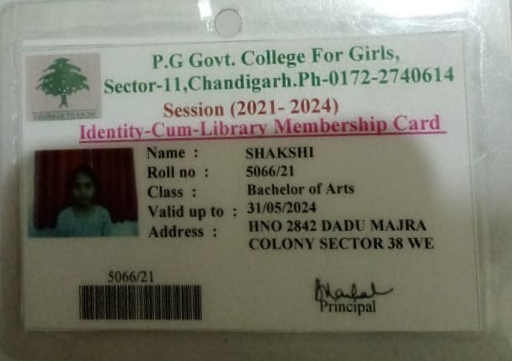 P.G Govt. College For Girls,
Sector-11,Chandigarh.Ph-0172-2740614
Session (2021- 2024)
Identity-Cum-Library Membership Card
Name : SHAKSHI
Roll no : 5066/21
Class : Bachelor of Arts
Valid up to : 31/05/2024
Address : HNO 2842 DADU MAJRA
COLONY SECTOR 38 WE
5066/21
Principal